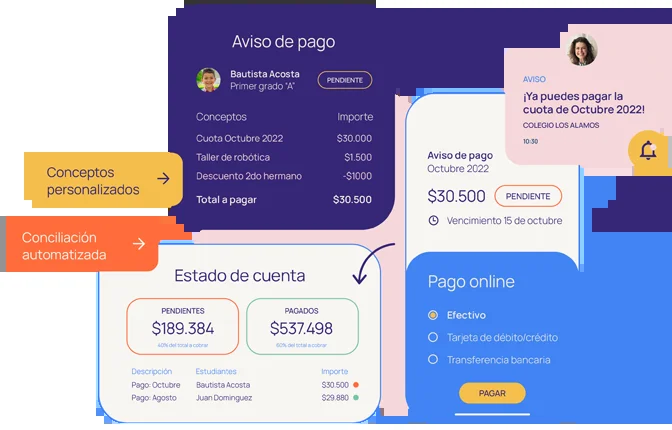 Aviso de pago
Bautista Acosta
Primer grado "A"
PENDIENTE
Conceptos Importe
Cuota Octubre 2022 $30.000
Taller de robótica $1.500
Descuento 2do hermano -$1000
Total a pagar $30.500
AVISO
¡Ya puedes pagar la
cuota de Octubre 2022!
COLEGIO LOS ALAMOS
10:30
Conceptos
personalizados
Conciliación
automatizada
Aviso de pago
Octubre 2022
$30.500 PENDIENTE
Vencimiento 15 de octubre
Pago online
Efectivo
Tarjeta de débito/crédito
Transferencia bancaria
PAGAR
Estado de cuenta
PENDIENTES
$189.384
40% del total a cobrar
PAGADOS
$537.498
60% del total a cobrar
Descripción Estudiantes Importe
Pago: Octubre Bautista Acosta $30.500
Pago: Agosto Juan Dominguez $29.880